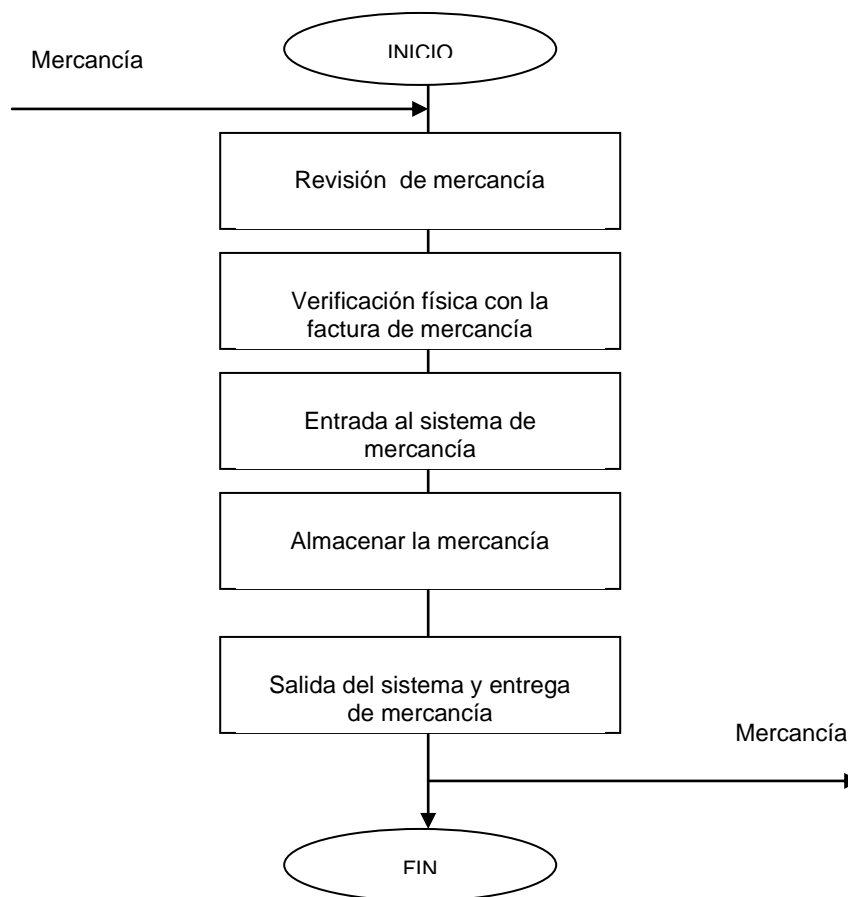 INICIO
Mercancía
Revisión de mercancía
Verificación física con la
factura de mercancía
Entrada al sistema de
mercancía
Almacenar la mercancía
Salida del sistema y entrega
de mercancía
Mercancía
FIN